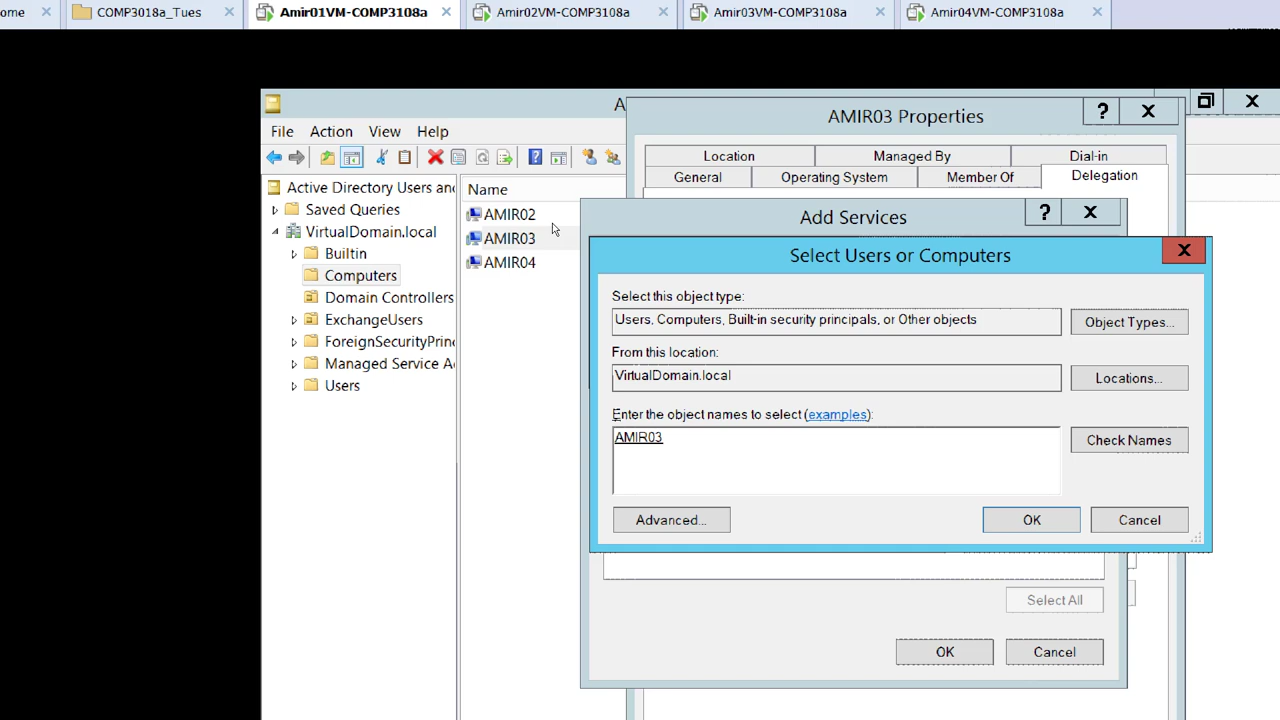 ome
COMP3018a_Tues
Amir01VM-COMP3108a
Amir02VM-COMP3108a
Amir03VM-COMP3108a
Amir04VM-COMP3108a
A
AMIR03 Properties
File Action View Help
Location
Managed By
Dial-in
General
Operating System
Member Of
Delegation
Active Directory Users and
Saved Queries
VirtualDomain.local
Builtin
Computers
Domain Controllers
ExchangeUsers
ForeignSecurityPrinc
Managed Service Ac
Users
Name
AMIR02
AMIR03
AMIR04
Add Services
Select Users or Computers
Select this object type:
Users, Computers, Built-in security principals, or Other objects
Object Types...
From this location:
VirtualDomain.local
Locations...
Enter the object names to select (examples):
AMIR03
Check Names
Advanced...
OK
Cancel
Select All
OK
Cancel